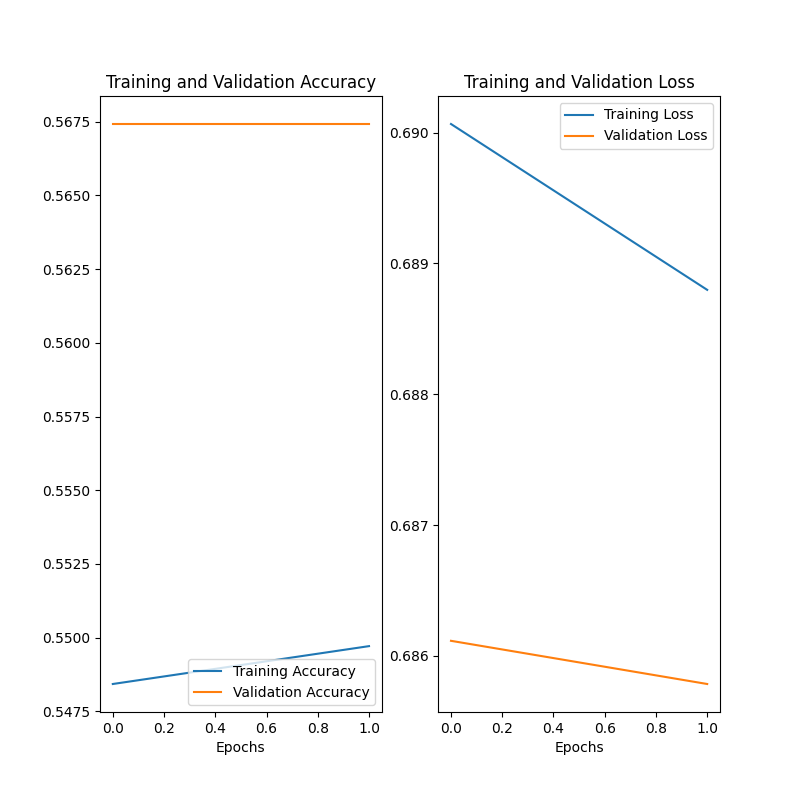 Training and Validation Accuracy
0.5675
0.5650
0.5625
0.5600
0.5575
0.5550
0.5525
0.5500
0.5475
Training Accuracy
Validation Accuracy
0.0 0.2 0.4 0.6 0.8 1.0
Epochs
Training and Validation Loss
Training Loss
Validation Loss
0.690
0.689
0.688
0.687
0.686
0.0 0.2 0.4 0.6 0.8 1.0
Epochs